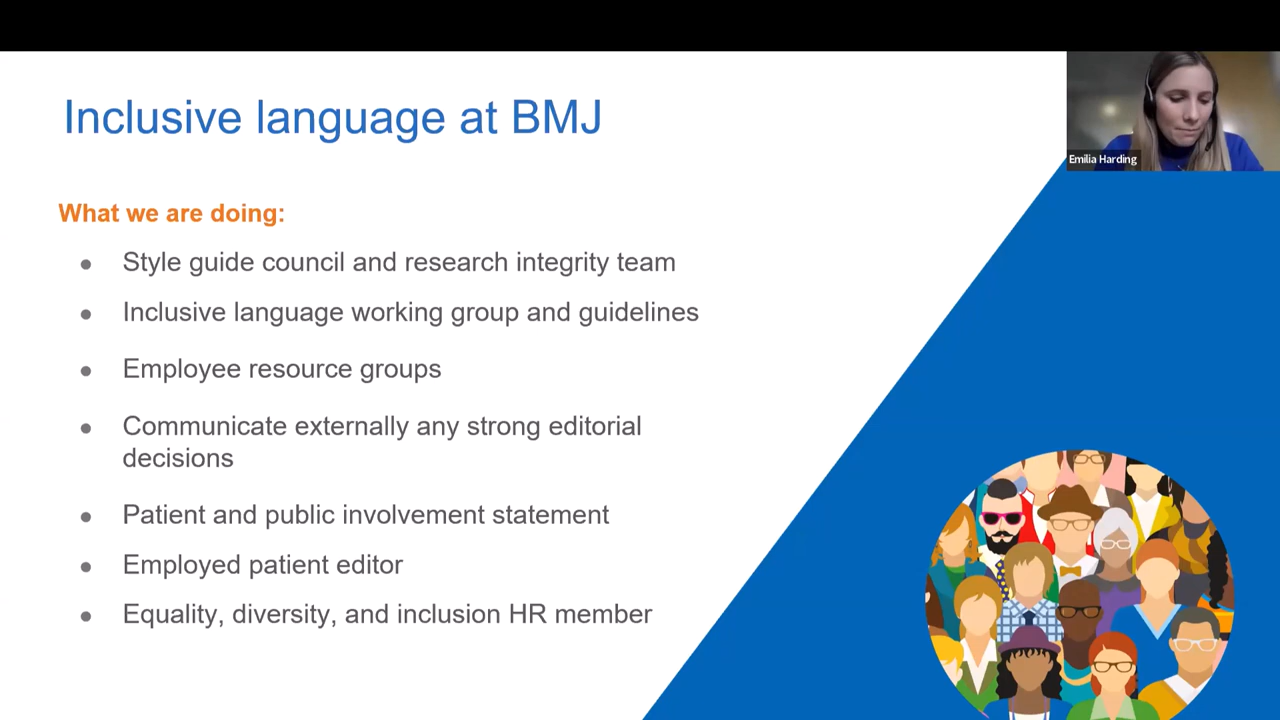 Inclusive language at BMJ
Emilia Harding
What we are doing:
● Style guide council and research integrity team
● Inclusive language working group and guidelines
● Employee resource groups
● Communicate externally any strong editorial
decisions
● Patient and public involvement statement
● Employed patient editor
● Equality, diversity, and inclusion HR member